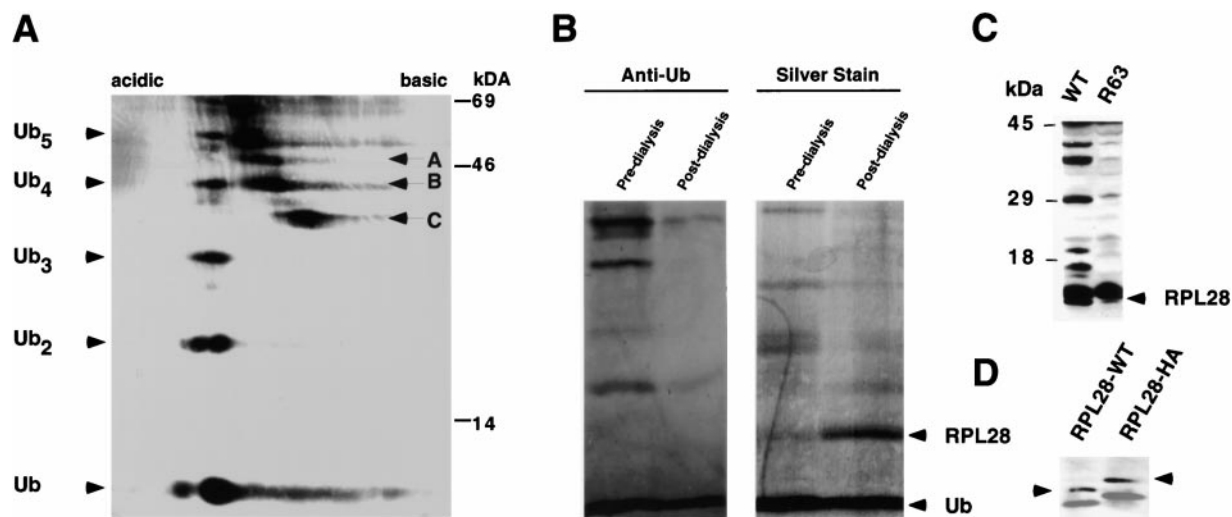 A
acidic
basic
kDA
69
Ub5
A
46
Ub4
B
C
Ub3
Ub2
14
Ub
B
Anti-Ub
Silver Stain
Pre-dialysis
Post-dialysis
Pre-dialysis
Post-dialysis
RPL28
Ub
C
kDa
WT
R63
45
29
18
RPL28
D
RPL28-WT
RPL28-HA